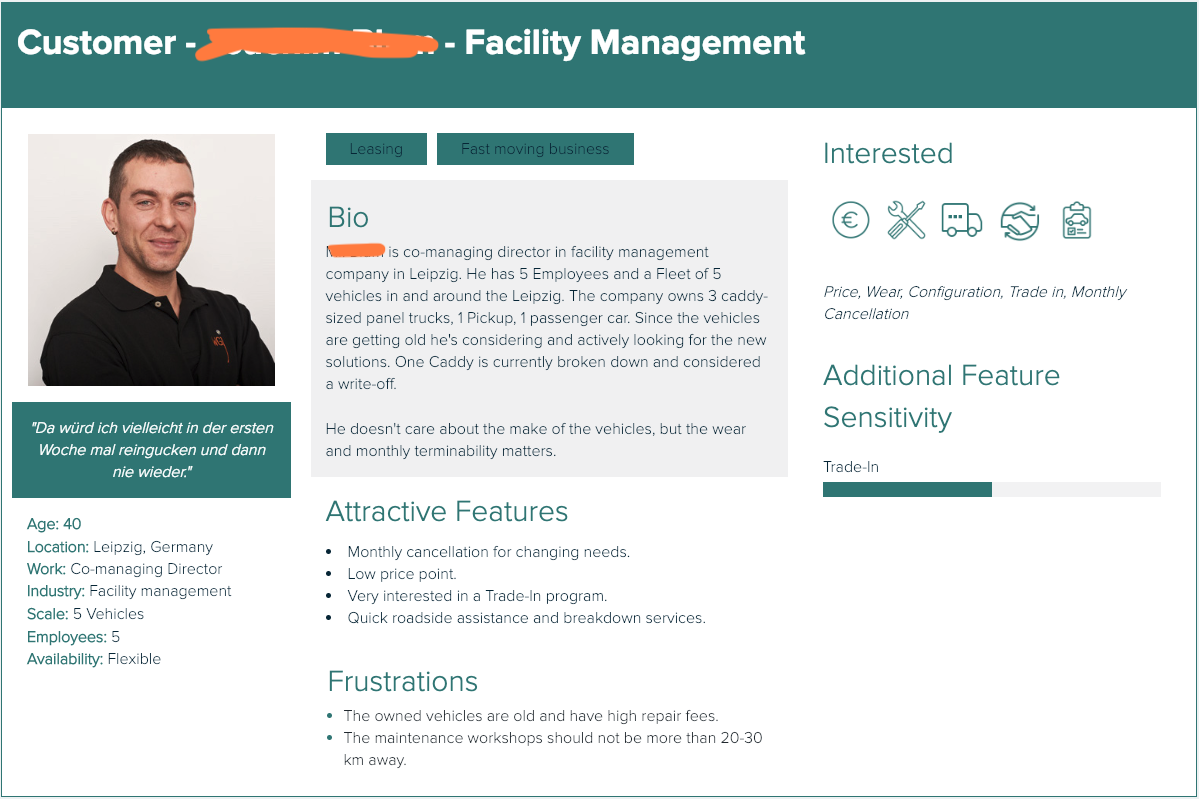 Customer - - Facility Management
"Da würd ich vielleicht in der ersten
Woche mal reingucken und dann
nie wieder."
Age: 40
Location: Leipzig, Germany
Work: Co-managing Director
Industry: Facility management
Scale: 5 Vehicles
Employees: 5
Availability: Flexible
Leasing
Fast moving business
Bio
is co-managing director in facility management
company in Leipzig. He has 5 Employees and a Fleet of 5
vehicles in and around the Leipzig. The company owns 3 caddy-
sized panel trucks, 1 Pickup, 1 passenger car. Since the vehicles
are getting old he's considering and actively looking for the new
solutions. One Caddy is currently broken down and considered
a write-off.
He doesn't care about the make of the vehicles, but the wear
and monthly terminability matters.
Attractive Features
• Monthly cancellation for changing needs.
• Low price point.
• Very interested in a Trade-In program.
• Quick roadside assistance and breakdown services.
Frustrations
• The owned vehicles are old and have high repair fees.
• The maintenance workshops should not be more than 20-30
km away.
Interested
Price, Wear, Configuration, Trade in, Monthly
Cancellation
Additional Feature
Sensitivity
Trade-In